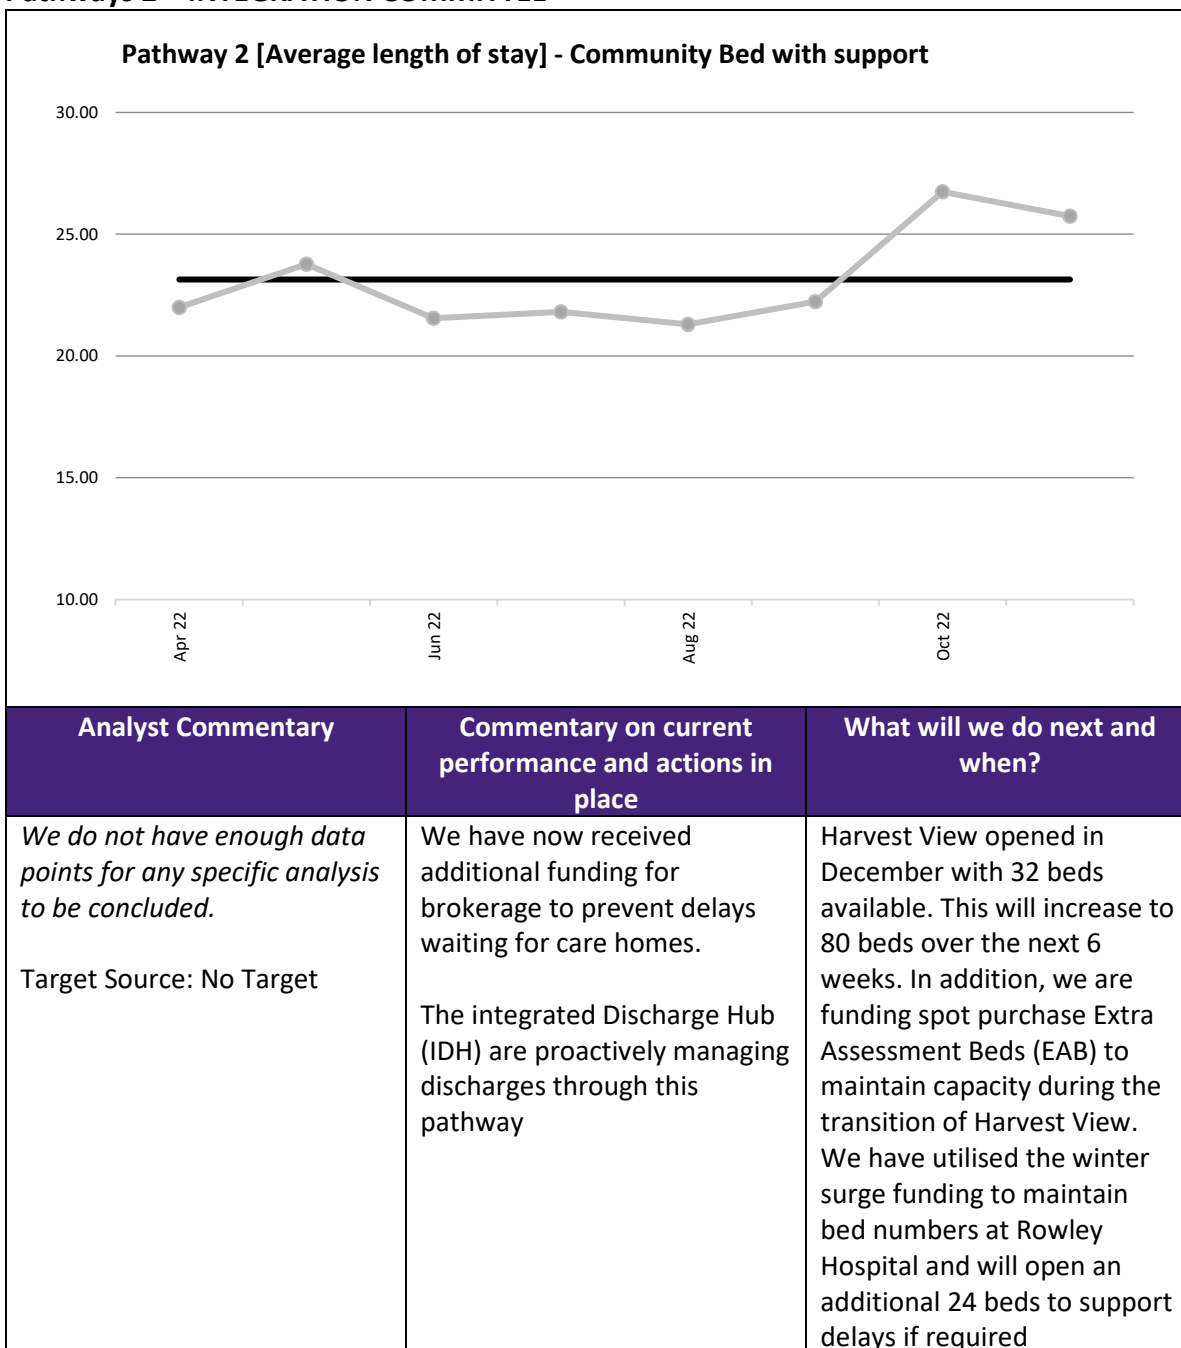 Pathway 2 [Average length of stay] - Community Bed with support
30.00
25.00
20.00
15.00
10.00
Apr 22
Jun 22
Aug 22
Oct 22
Analyst Commentary
Commentary on current
performance and actions in
place
What will we do next and
when?
We do not have enough data
points for any specific analysis
to be concluded.
Target Source: No Target
We have now received
additional funding for
brokerage to prevent delays
waiting for care homes.
The integrated Discharge Hub
(IDH) are proactively managing
discharges through this
pathway
Harvest View opened in
December with 32 beds
available. This will increase to
80 beds over the next 6
weeks. In addition, we are
funding spot purchase Extra
Assessment Beds (EAB) to
maintain capacity during the
transition of Harvest View.
We have utilised the winter
surge funding to maintain
bed numbers at Rowley
Hospital and will open an
additional 24 beds to support
delays if required